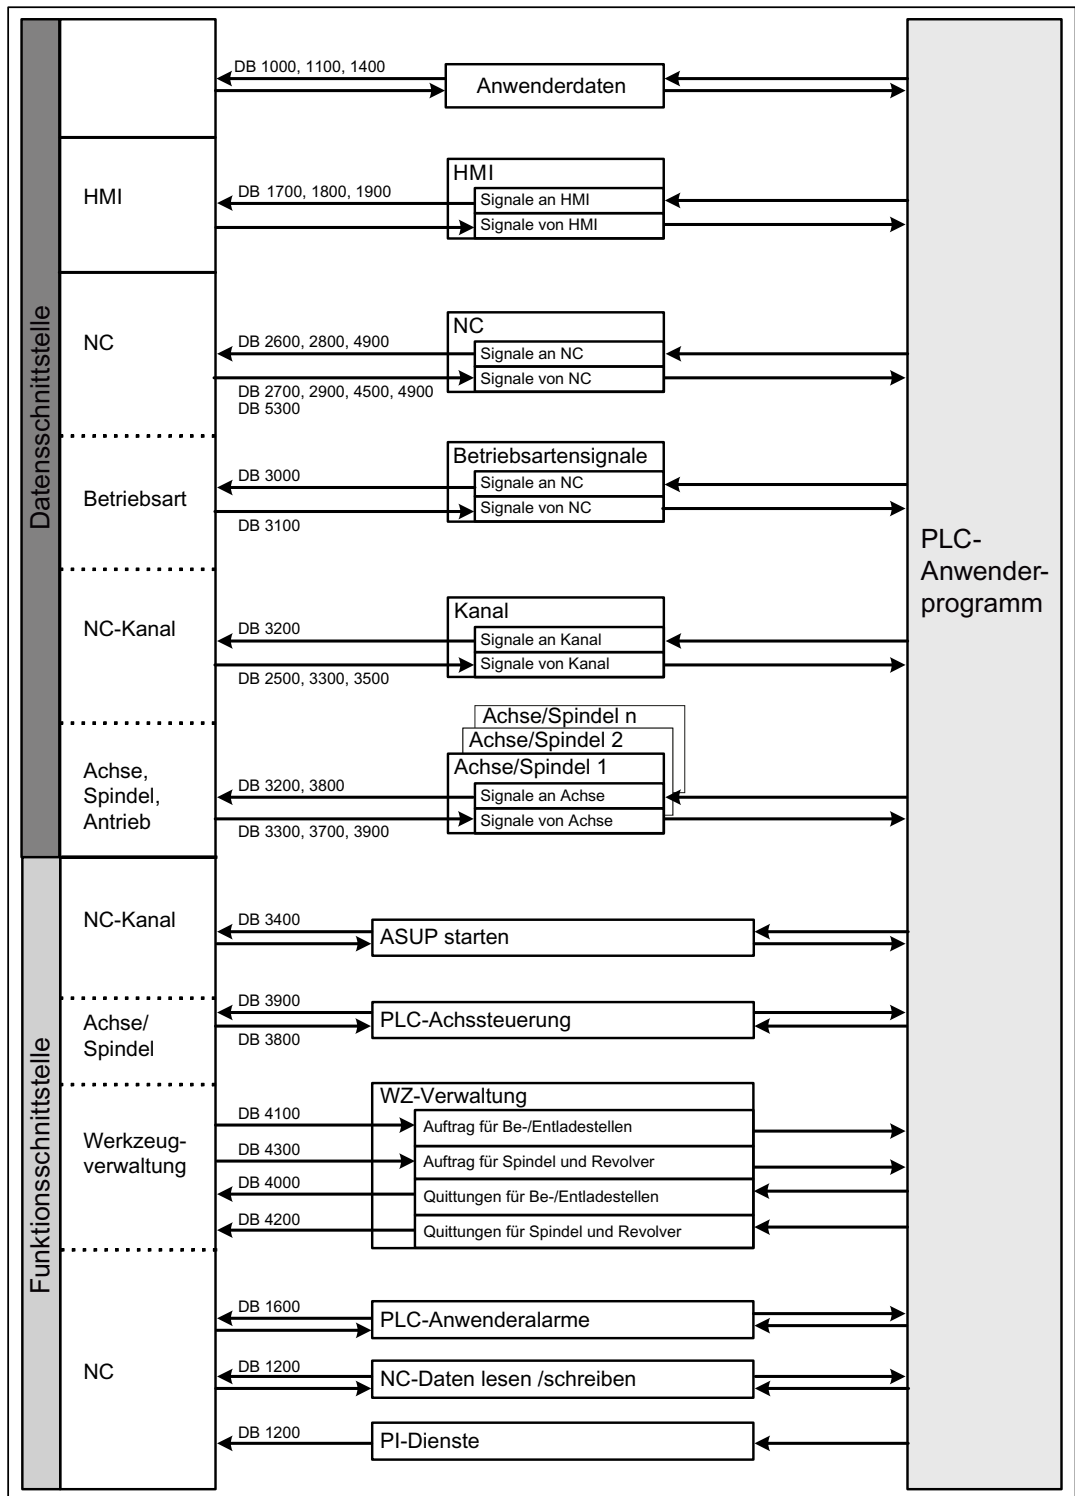 Datensschnittstelle
DB 1000, 1100, 1400
Anwenderdaten
HMI
DB 1700, 1800, 1900
HMI
Signale an HMI
Signale von HMI
NC
DB 2600, 2800, 4900
DB 2700, 2900, 4500, 4900
DB 5300
NC
Signale an NC
Signale von NC
Betriebsart
DB 3000
DB 3100
Betriebsartensignale
Signale an NC
Signale von NC
PLC-
Anwender-
programm
NC-Kanal
DB 3200
DB 2500, 3300, 3500
Kanal
Signale an Kanal
Signale von Kanal
Achse,
Spindel,
Antrieb
DB 3200, 3800
DB 3300, 3700, 3900
Achse/Spindel n
Achse/Spindel 2
Achse/Spindel 1
Signale an Achse
Signale von Achse
Funktionsschnittstelle
NC-Kanal
DB 3400
ASUP starten
Achse/
Spindel
DB 3900
DB 3800
PLC-Achssteuerung
Werkzeug-
verwaltung
WZ-Verwaltung
DB 4100
Auftrag für Be-/Entladestellen
DB 4300
Auftrag für Spindel und Revolver
DB 4000
Quittungen für Be-/Entladestellen
DB 4200
Quittungen für Spindel und Revolver
NC
DB 1600
PLC-Anwenderalarme
DB 1200
NC-Daten lesen /schreiben
DB 1200
PI-Dienste